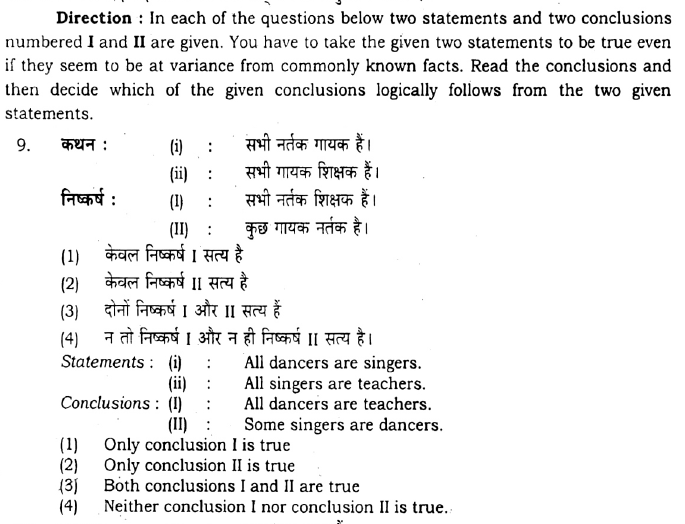 Direction : In each of the questions below two statements and two conclusions
numbered I and II are given. You have to take the given two statements to be true even
if they seem to be at variance from commonly known facts. Read the conclusions and
then decide which of the given conclusions logically follows from the two given
statements.
9. कथन : (i) : सभी नर्तक गायक हैं।
(ii) : सभी गायक शिक्षक हैं।
निष्कर्ष : (I) : सभी नर्तक शिक्षक हैं।
(II) : कुछ गायक नर्तक है।
(1) केवल निष्कर्ष I सत्य है
(2) केवल निष्कर्ष II सत्य है
(3) दोनों निष्कर्ष I और II सत्य हैं
(4) न तो निष्कर्ष I और न ही निष्कर्ष II सत्य है।
Statements : (i) : All dancers are singers.
(ii) : All singers are teachers.
Conclusions : (I) : All dancers are teachers.
(II) : Some singers are dancers.
(1) Only conclusion I is true
(2) Only conclusion II is true
(3) Both conclusions I and II are true
(4) Neither conclusion I nor conclusion II is true.